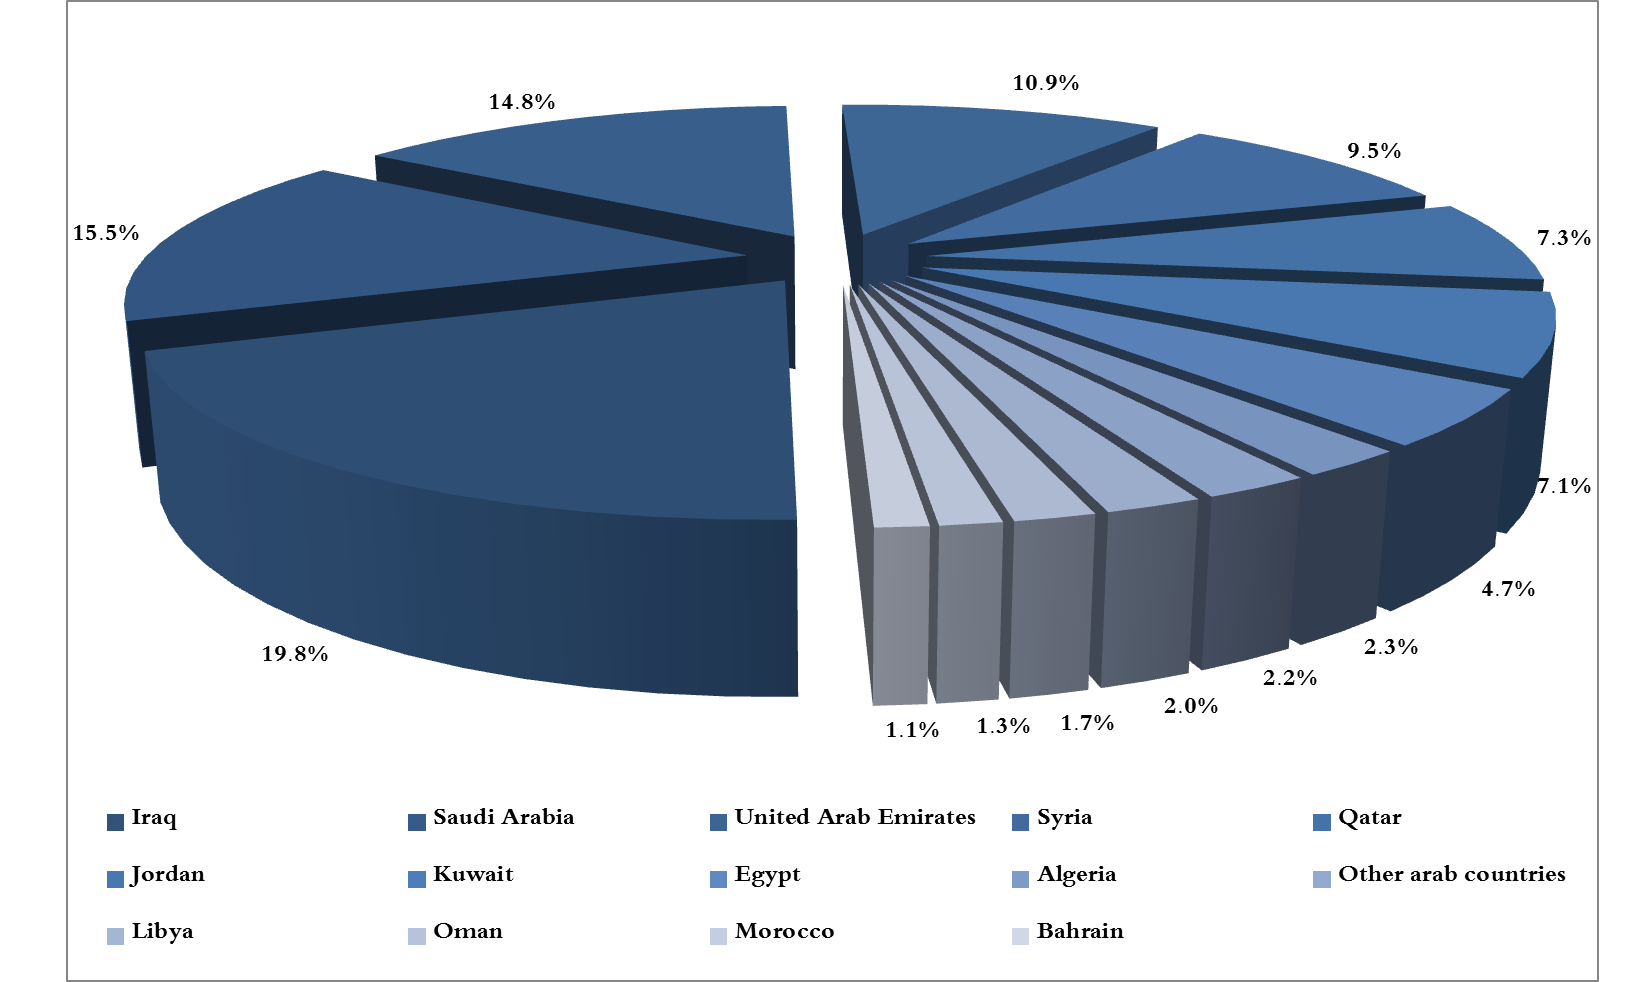 10.9%
14.8%
9.5%
15.5%
7.3%
7.1%
4.7%
19.8%
2.3%
2.2%
2.0%
1.7%
1.3%
1.1%
Iraq
Saudi Arabia
United Arab Emirates
Syria
Qatar
Jordan
Kuwait
Egypt
Algeria
Other arab countries
Libya
Oman
Morocco
Bahrain